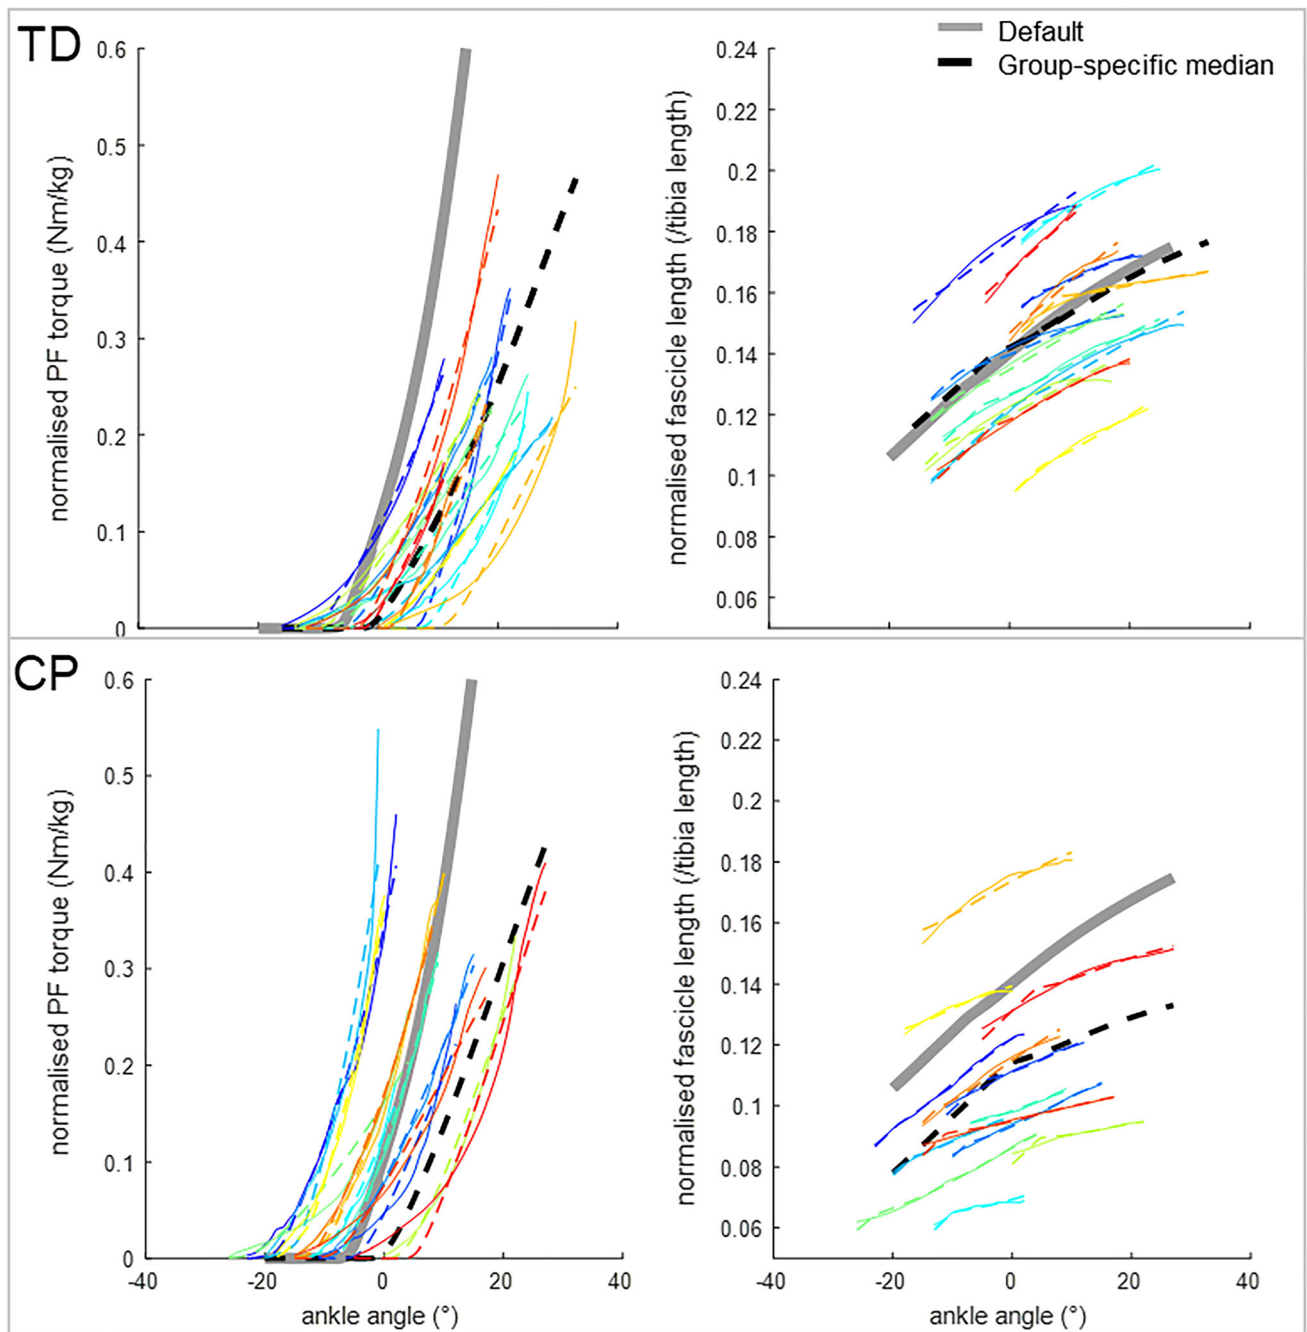 TD
normalised PF torque (Nm/kg)
0.6
0.5
0.4
0.3
0.2
0.1
0
normalised fascicle length (/tibia length)
0.24
0.22
0.2
0.18
0.16
0.14
0.12
0.1
0.08
0.06
Default
Group-specific median
CP
normalised PF torque (Nm/kg)
0.6
0.5
0.4
0.3
0.2
0.1
0
-40 -20 0 20 40
ankle angle (°)
normalised fascicle length (/tibia length)
0.24
0.22
0.2
0.18
0.16
0.14
0.12
0.1
0.08
0.06
-40 -20 0 20 40
ankle angle (°)